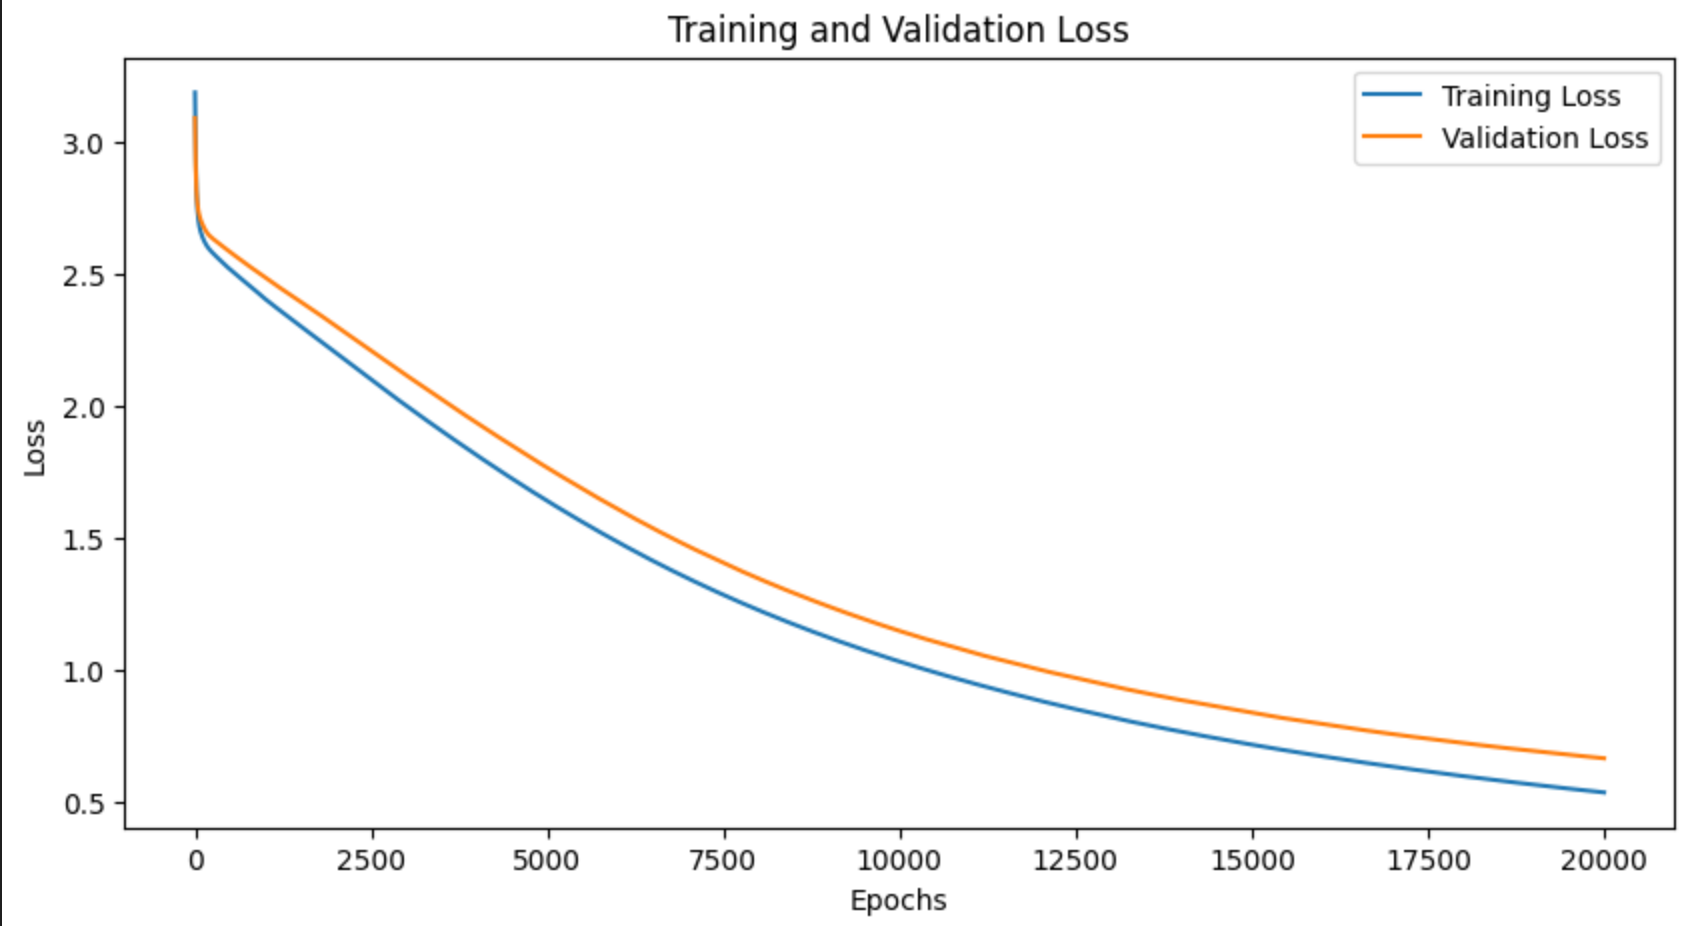 Training and Validation Loss
Training Loss
Validation Loss
3.0
2.5
2.0
1.5
1.0
0.5
Loss
0 2500 5000 7500 10000 12500 15000 17500 20000
Epochs